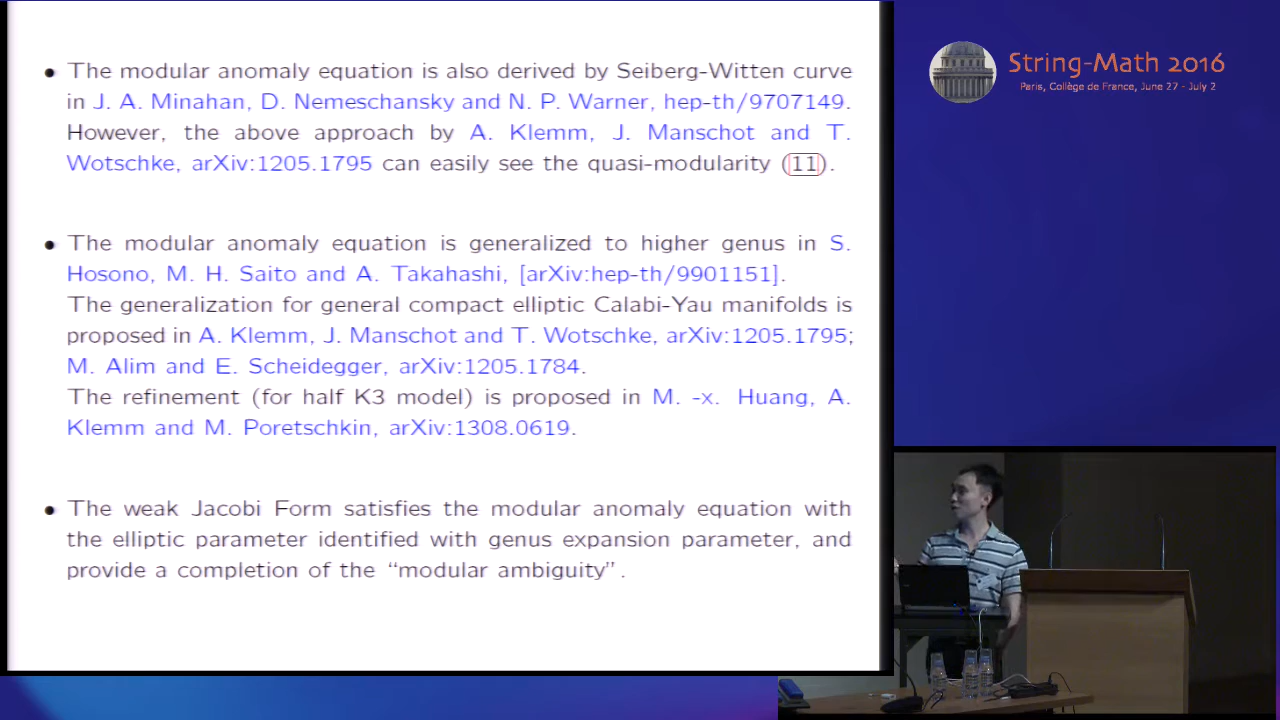 • The modular anomaly equation is also derived by Seiberg-Witten curve
in J. A. Minahan, D. Nemeschansky and N. P. Warner, hep-th/9707149.
However, the above approach by A. Klemm, J. Manschot and T.
Wotschke, arXiv:1205.1795 can easily see the quasi-modularity (11).
• The modular anomaly equation is generalized to higher genus in S.
Hosono, M. H. Saito and A. Takahashi, [arXiv:hep-th/9901151].
The generalization for general compact elliptic Calabi-Yau manifolds is
proposed in A. Klemm, J. Manschot and T. Wotschke, arXiv:1205.1795;
M. Alim and E. Scheidegger, arXiv:1205.1784.
The refinement (for half K3 model) is proposed in M. -x. Huang, A.
Klemm and M. Poretschkin, arXiv:1308.0619.
• The weak Jacobi Form satisfies the modular anomaly equation with
the elliptic parameter identified with genus expansion parameter, and
provide a completion of the “modular ambiguity”.
String-Math 2016
Paris, Collège de France, June 27 - July 2